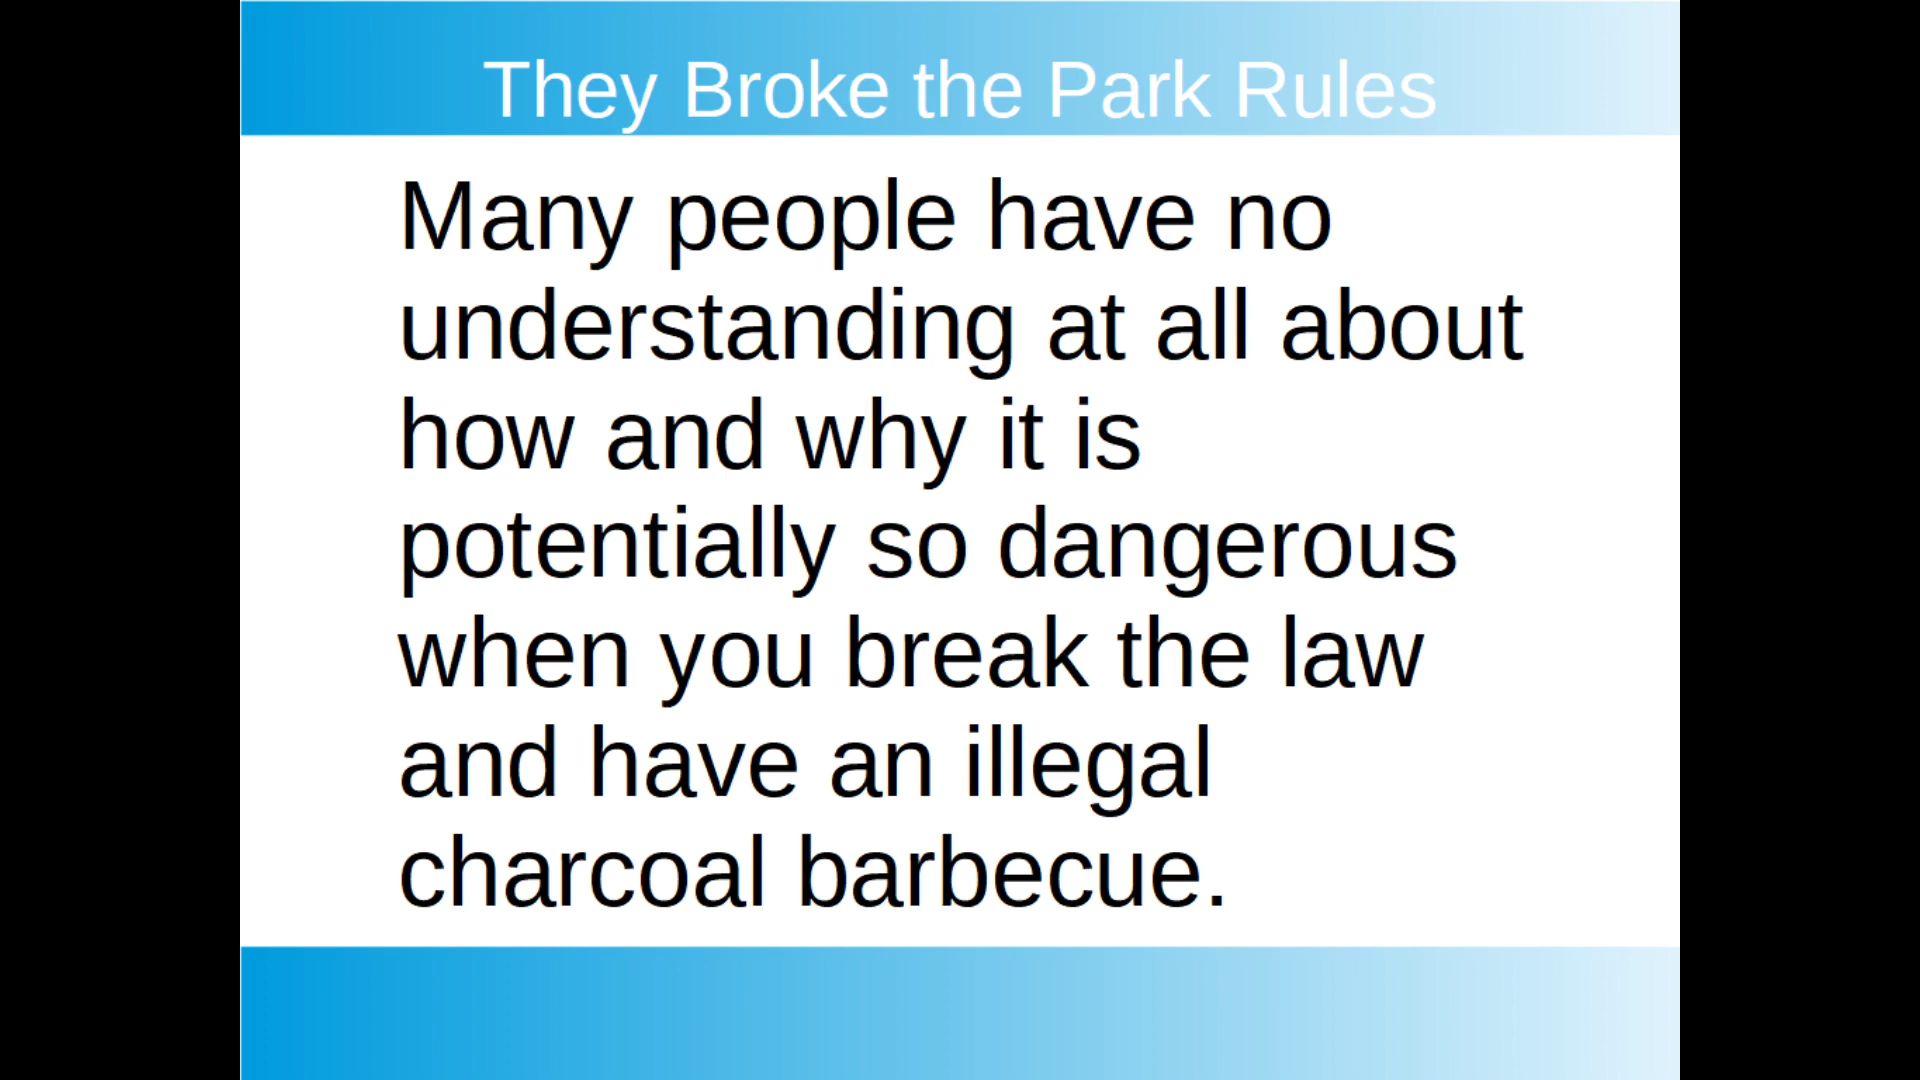 They Broke the Park Rules
Many people have no
understanding at all about
how and why it is
potentially so dangerous
when you break the law
and have an illegal
charcoal barbecue.